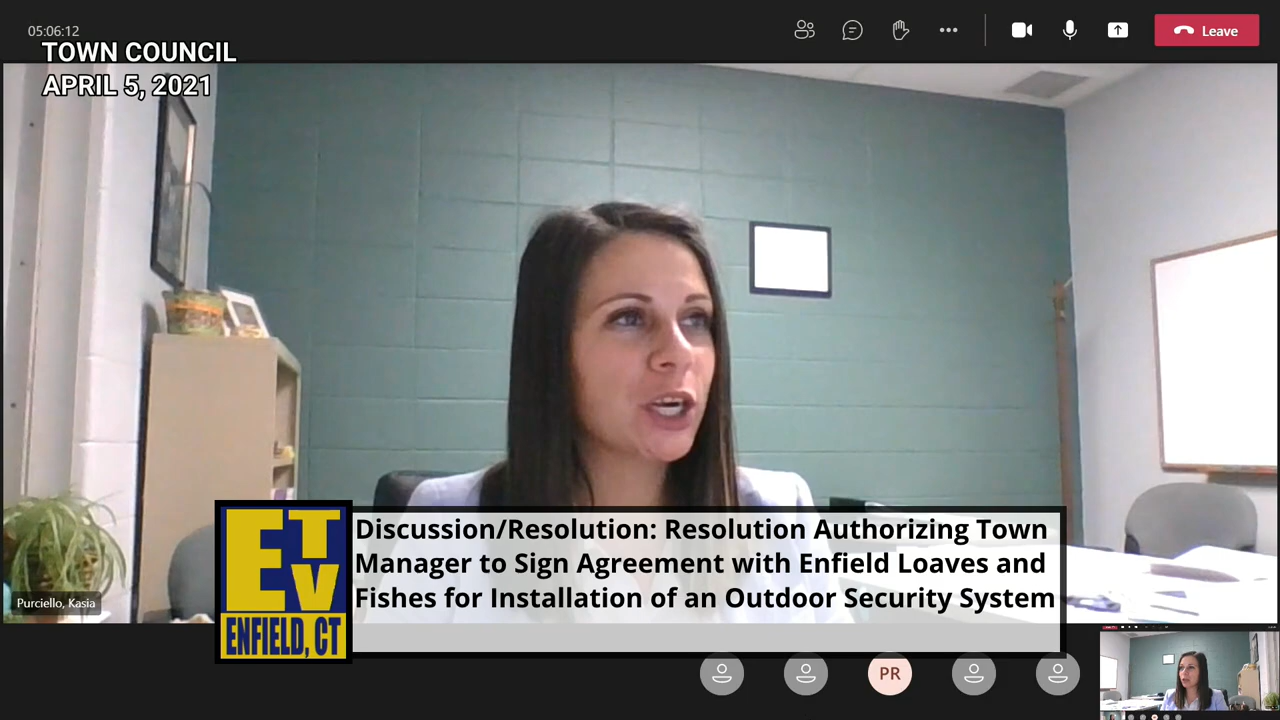 05:06:12
Leave
TOWN COUNCIL
APRIL 5, 2021
Discussion/Resolution: Resolution Authorizing Town
Manager to Sign Agreement with Enfield Loaves and
Fishes for Installation of an Outdoor Security System
Purciello, Kasia
ETV
ENFIELD, CT
PR